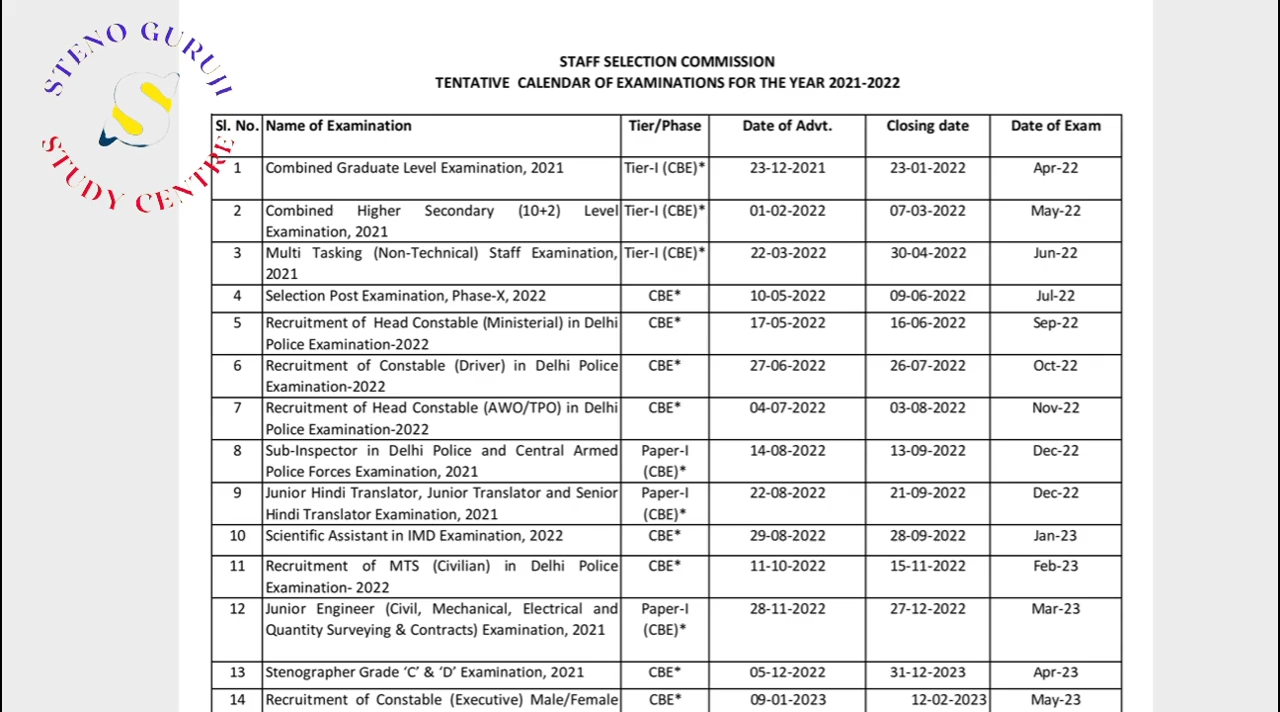 STENO GURUJI
STUDY CENTRE
STAFF SELECTION COMMISSION
TENTATIVE CALENDAR OF EXAMINATIONS FOR THE YEAR 2021-2022
Sl. No. Name of Examination Tier/Phase Date of Advt. Closing date Date of Exam
1 Combined Graduate Level Examination, 2021 Tier-I (CBE)* 23-12-2021 23-01-2022 Apr-22
2 Combined Higher Secondary (10+2) Level Tier-I (CBE)* 01-02-2022 07-03-2022 May-22
Examination, 2021
3 Multi Tasking (Non-Technical) Staff Examination, Tier-I (CBE)* 22-03-2022 30-04-2022 Jun-22
2021
4 Selection Post Examination, Phase-X, 2022 CBE* 10-05-2022 09-06-2022 Jul-22
5 Recruitment of Head Constable (Ministerial) in Delhi CBE* 17-05-2022 16-06-2022 Sep-22
Police Examination-2022
6 Recruitment of Constable (Driver) in Delhi Police CBE* 27-06-2022 26-07-2022 Oct-22
Examination-2022
7 Recruitment of Head Constable (AWO/TPO) in Delhi CBE* 04-07-2022 03-08-2022 Nov-22
Police Examination-2022
8 Sub-Inspector in Delhi Police and Central Armed Paper-I 14-08-2022 13-09-2022 Dec-22
Police Forces Examination, 2021 (CBE)*
9 Junior Hindi Translator, Junior Translator and Senior Paper-I 22-08-2022 21-09-2022 Dec-22
Hindi Translator Examination, 2021 (CBE)*
10 Scientific Assistant in IMD Examination, 2022 CBE* 29-08-2022 28-09-2022 Jan-23
11 Recruitment of MTS (Civilian) in Delhi Police CBE* 11-10-2022 15-11-2022 Feb-23
Examination- 2022
12 Junior Engineer (Civil, Mechanical, Electrical and Paper-I 28-11-2022 27-12-2022 Mar-23
Quantity Surveying & Contracts) Examination, 2021 (CBE)*
13 Stenographer Grade ‘C’ & ‘D’ Examination, 2021 CBE* 05-12-2022 31-12-2023 Apr-23
14 Recruitment of Constable (Executive) Male/Female CBE* 09-01-2023 12-02-2023 May-23